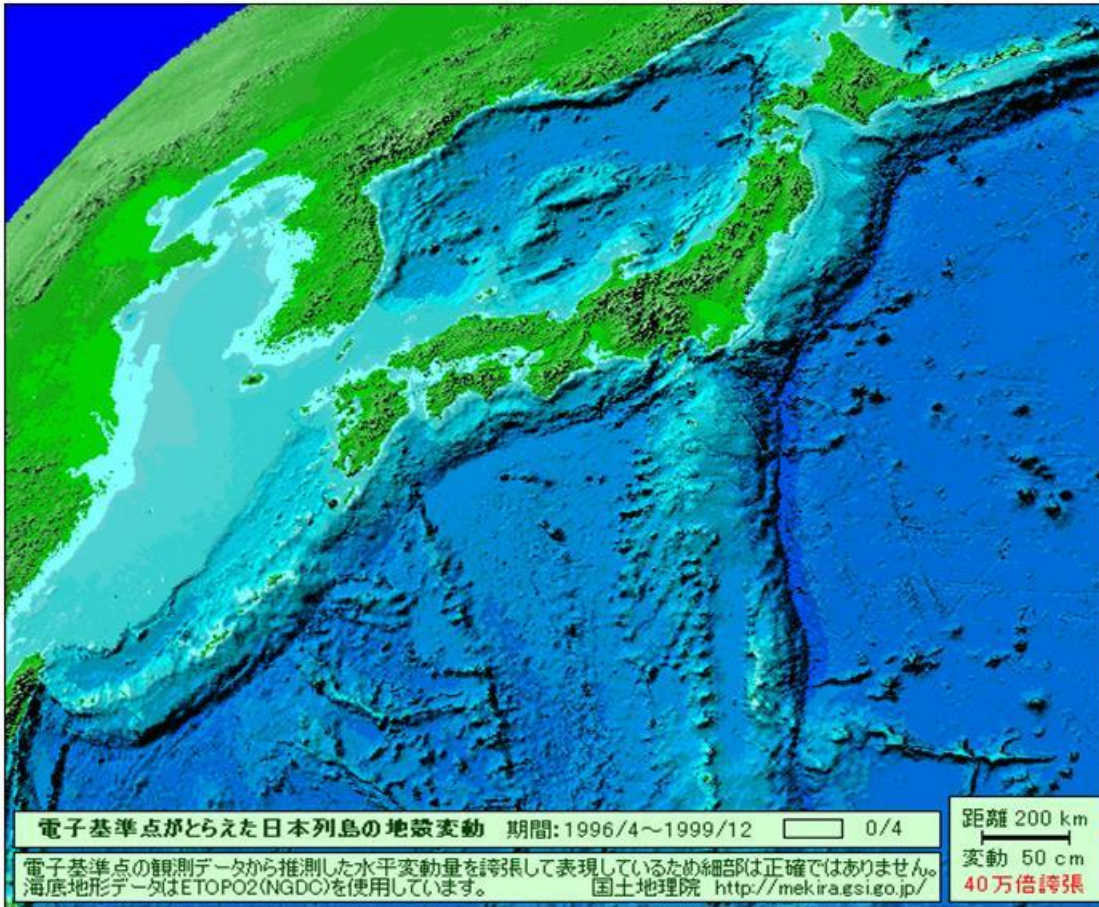 電子基準点がとらえた日本列島の地殻変動 期間:1996/4～1999/12 0/4
電子基準点の観測データから推測した水平変動量を誇張して表現しているため細部は正確ではありません。
海底地形データはETOPO2(NGDC)を使用しています。 国土地理院 http://mekira.gsi.go.jp/
距離 200 km
変動 50 cm
40万倍誇張